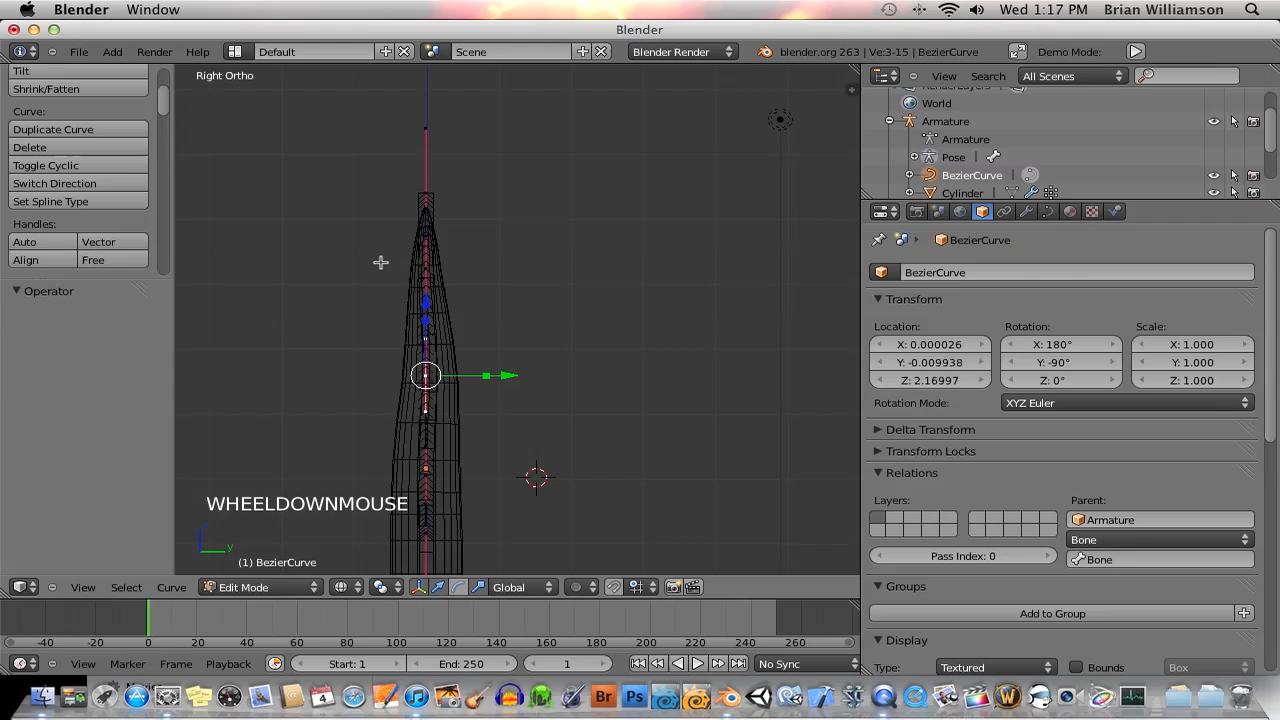 Blender Window Wed 1:17 PM Brian Williamson
Blender
File Add Render Help Default Scene Blender Render blender.org 263 | Ve:3-15 | BezierCurve Demo Mode:
Tilt
Shrink/Fatten
Curve:
Duplicate Curve
Delete
Toggle Cyclic
Switch Direction
Set Spline Type
Handles:
Auto Vector
Align Free
Operator
Right Ortho
WHEELDOWNMOUSE
y
(1) BezierCurve
View Select Curve Edit Mode Global
-40 -20 0 20 40 60 80 100 120 140 160 180 200 220 240 260
View Marker Frame Playback Start: 1 End: 250 1 No Sync
View Search All Scenes
RenderLayers
World
Armature
Armature
Pose
BezierCurve
Cylinder
BezierCurve
BezierCurve
Transform
Location: Rotation: Scale:
X: 0.000026 X: 180° X: 1.000
Y: -0.009938 Y: -90° Y: 1.000
Z: 2.16997 Z: 0° Z: 1.000
Rotation Mode: XYZ Euler
Delta Transform
Transform Locks
Relations
Layers: Parent:
Armature
Bone
Pass Index: 0 Bone
Groups
Add to Group
Display
Type: Textured Bounds Box
Br Ps